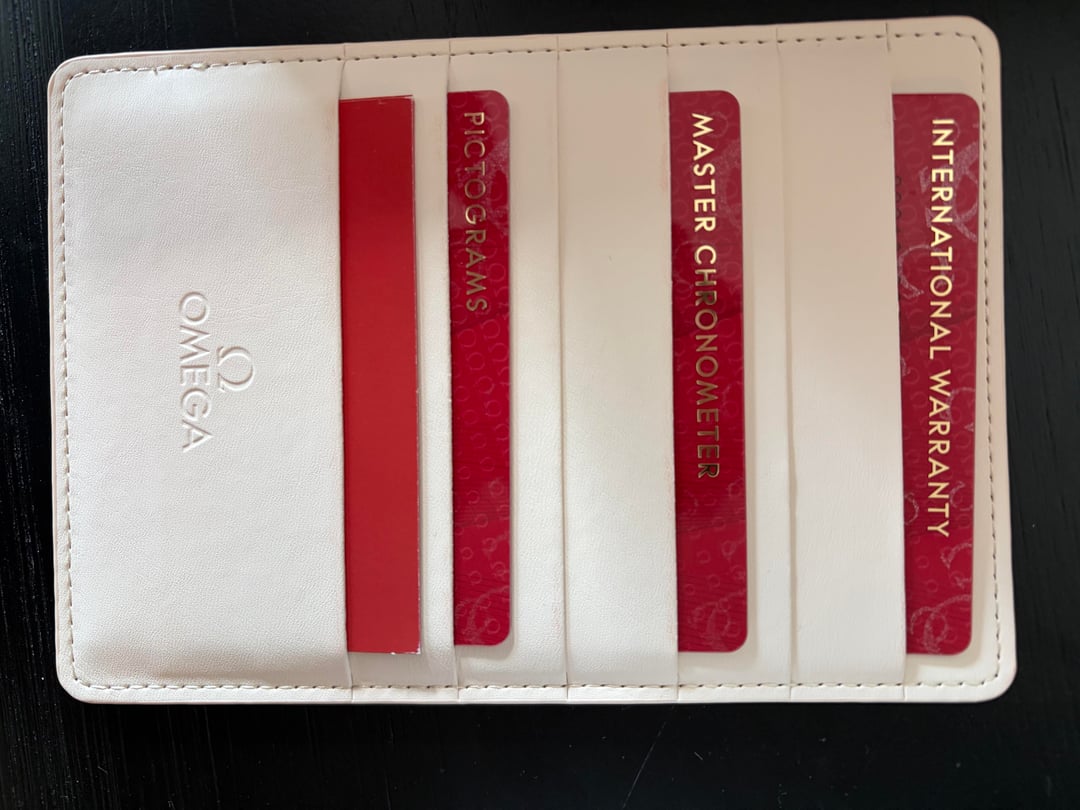 INTERNATIONAL WARRANTY
MASTER CHRONOMETER
PICTOGRAMS
Ω
OMEGA